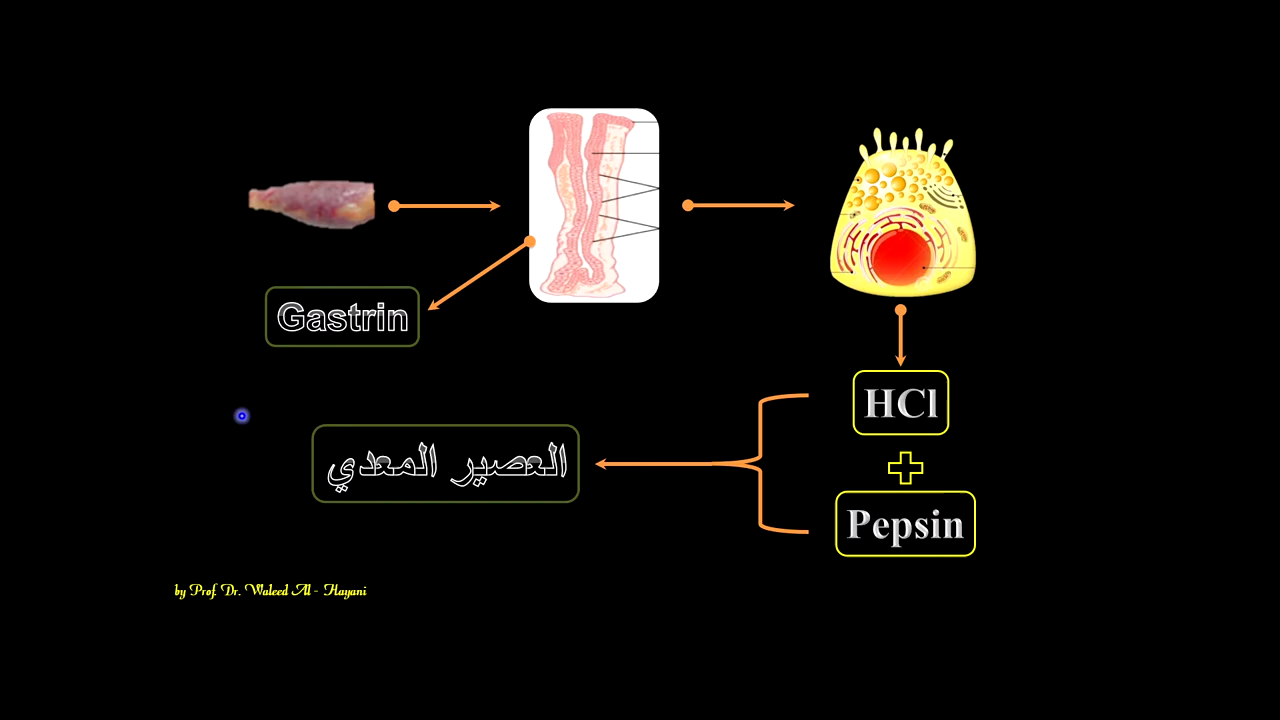 Gastrin
HCl
العصير المعدي
Pepsin
by Prof. Dr. Waleed Al - Hayani